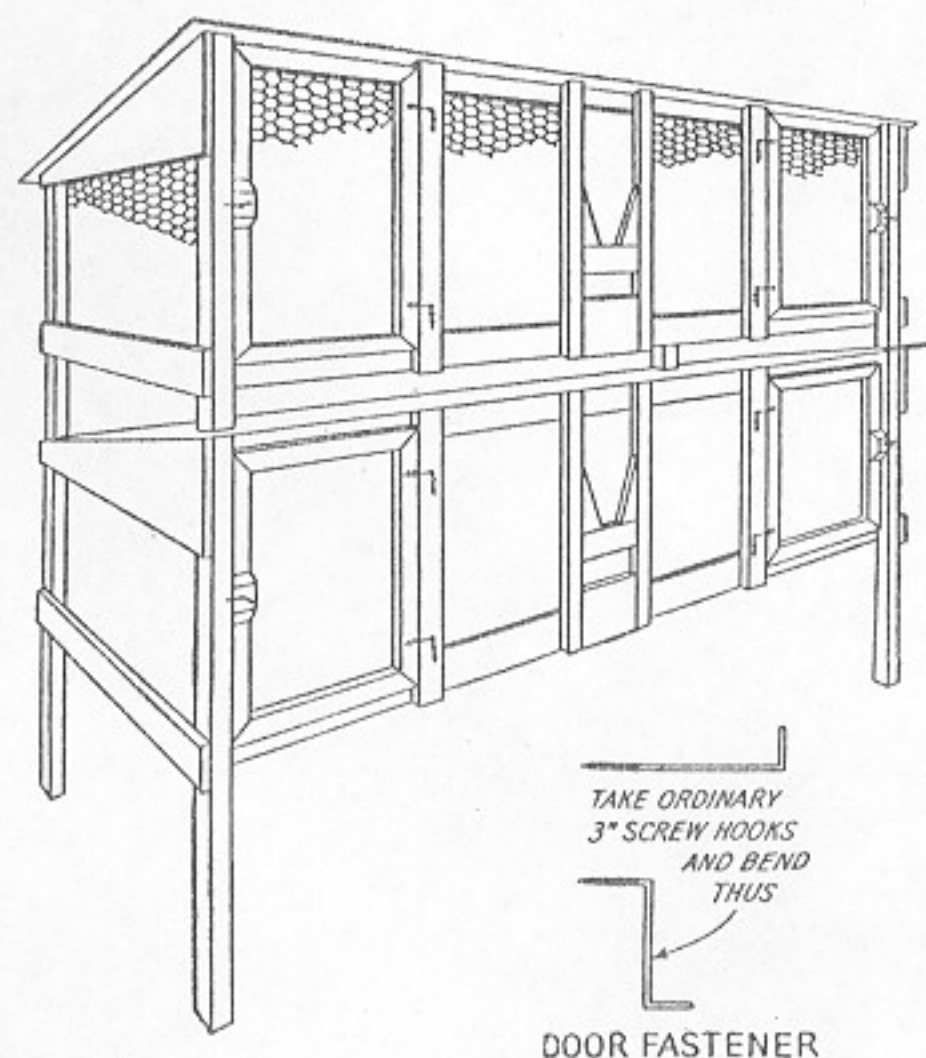 TAKE ORDINARY
3" SCREW HOOKS
AND BEND
THUS
DOOR FASTENER